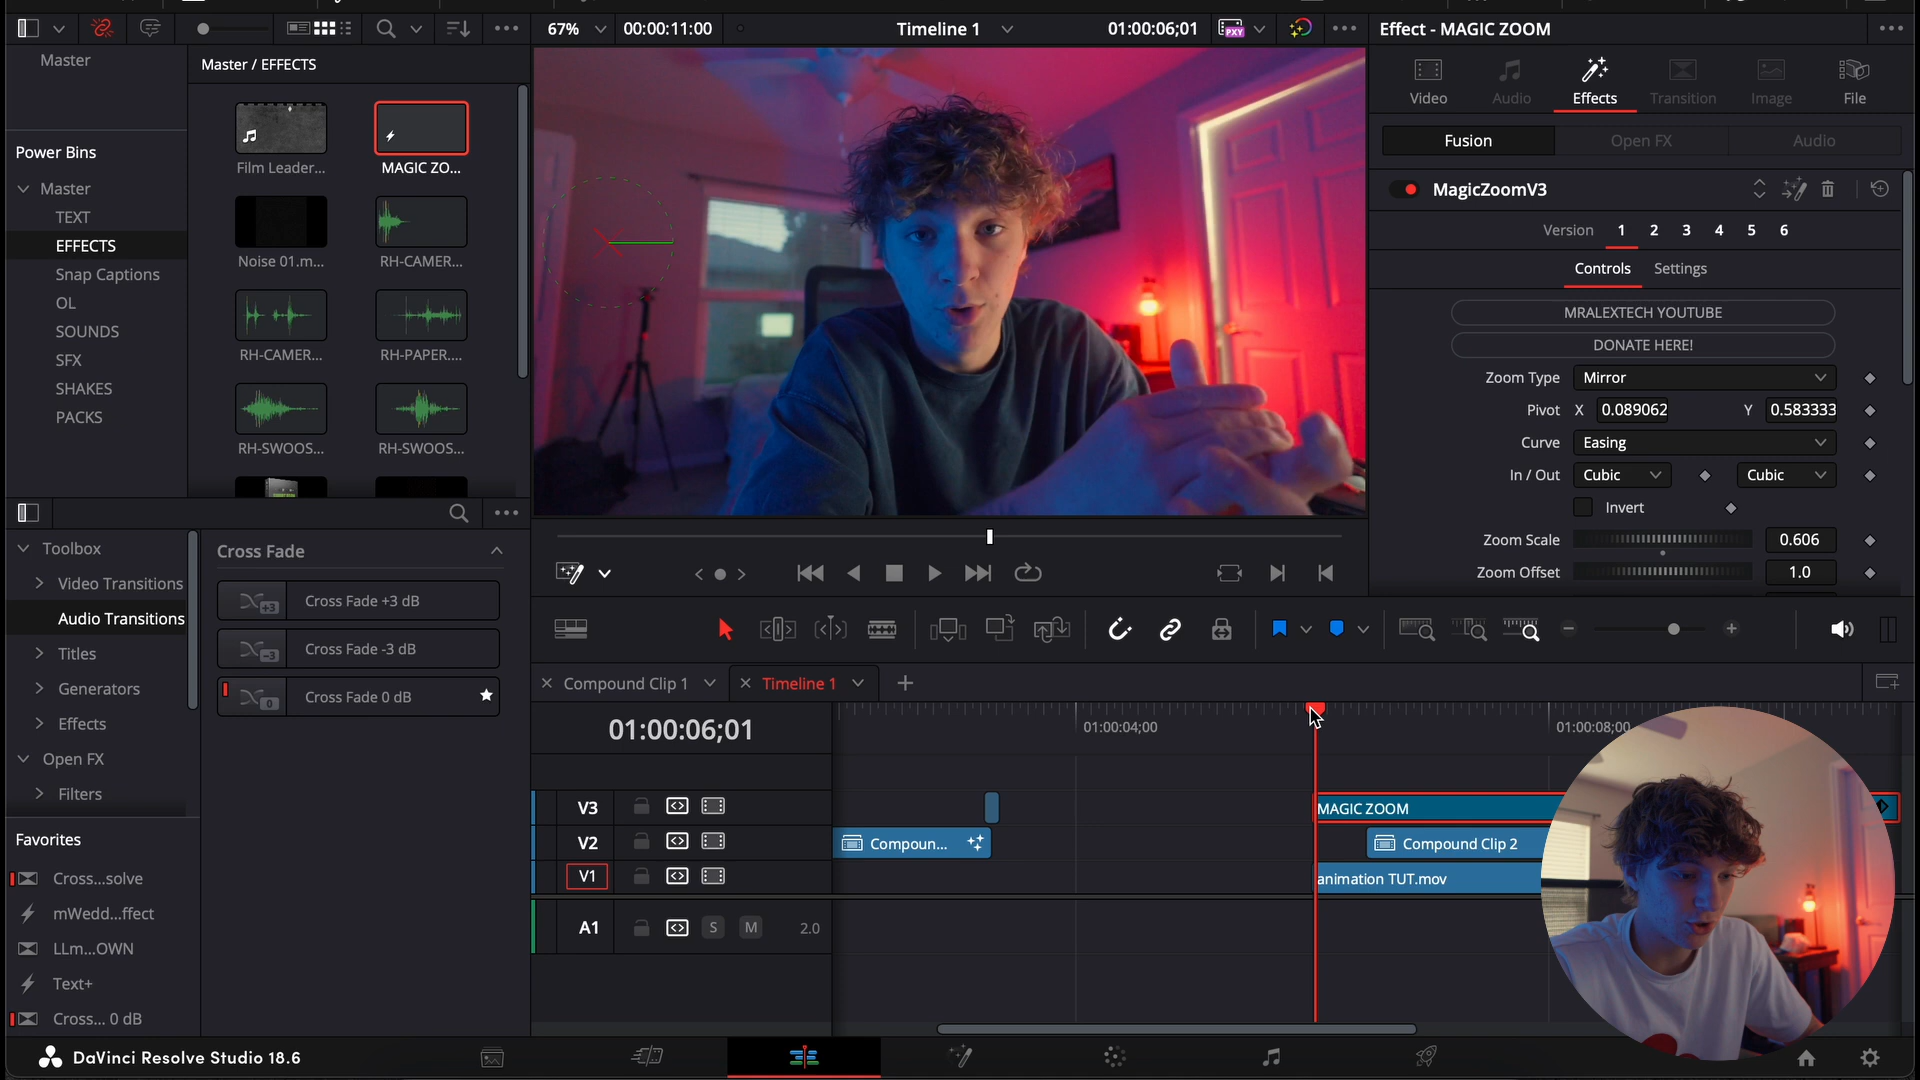 67%
00:00:11:00
Timeline 1
01:00:06;01
PXY
Effect - MAGIC ZOOM
Master
Master / EFFECTS
Video
Audio
Effects
Transition
Image
File
Power Bins
Master
TEXT
EFFECTS
Snap Captions
OL
SOUNDS
SFX
SHAKES
PACKS
Film Leader...
MAGIC ZO...
Noise 01.m...
RH-CAMER...
RH-CAMER...
RH-PAPER....
RH-SWOOS...
RH-SWOOS...
Fusion
Open FX
Audio
MagicZoomV3
Version 1 2 3 4 5 6
Controls
Settings
MRALEXTECH YOUTUBE
DONATE HERE!
Zoom Type Mirror
Pivot X 0.089062 Y 0.583333
Curve Easing
In / Out Cubic Cubic
Invert
Zoom Scale 0.606
Zoom Offset 1.0
Toolbox
Video Transitions
Audio Transitions
Titles
Generators
Effects
Open FX
Filters
Cross Fade
+3 Cross Fade +3 dB
-3 Cross Fade -3 dB
0 Cross Fade 0 dB
Favorites
Cross...solve
mWedd...ffect
LLm...OWN
Text+
Cross... 0 dB
Compound Clip 1
Timeline 1
01:00:06;01
01:00:04;00
01:00:08;00
V3
MAGIC ZOOM
V2
Compoun...
Compound Clip 2
V1
animation TUT.mov
A1
S
M
2.0
DaVinci Resolve Studio 18.6